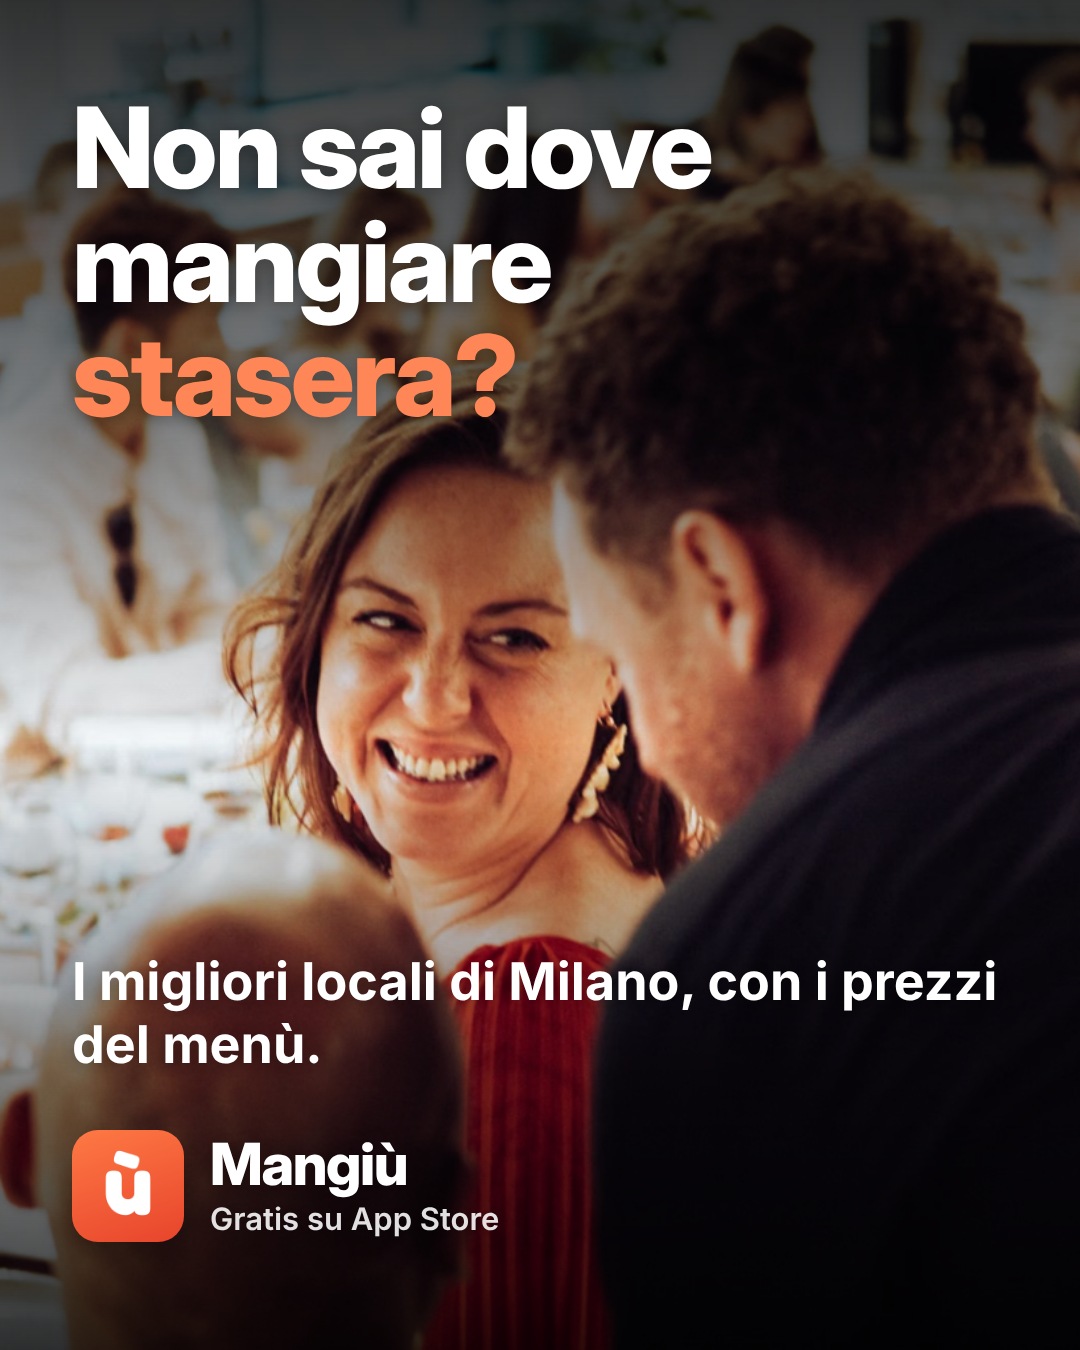 Non sai dove
mangiare
stasera?
I migliori locali di Milano, con i prezzi
del menù.
ù
Mangiù
Gratis su App Store